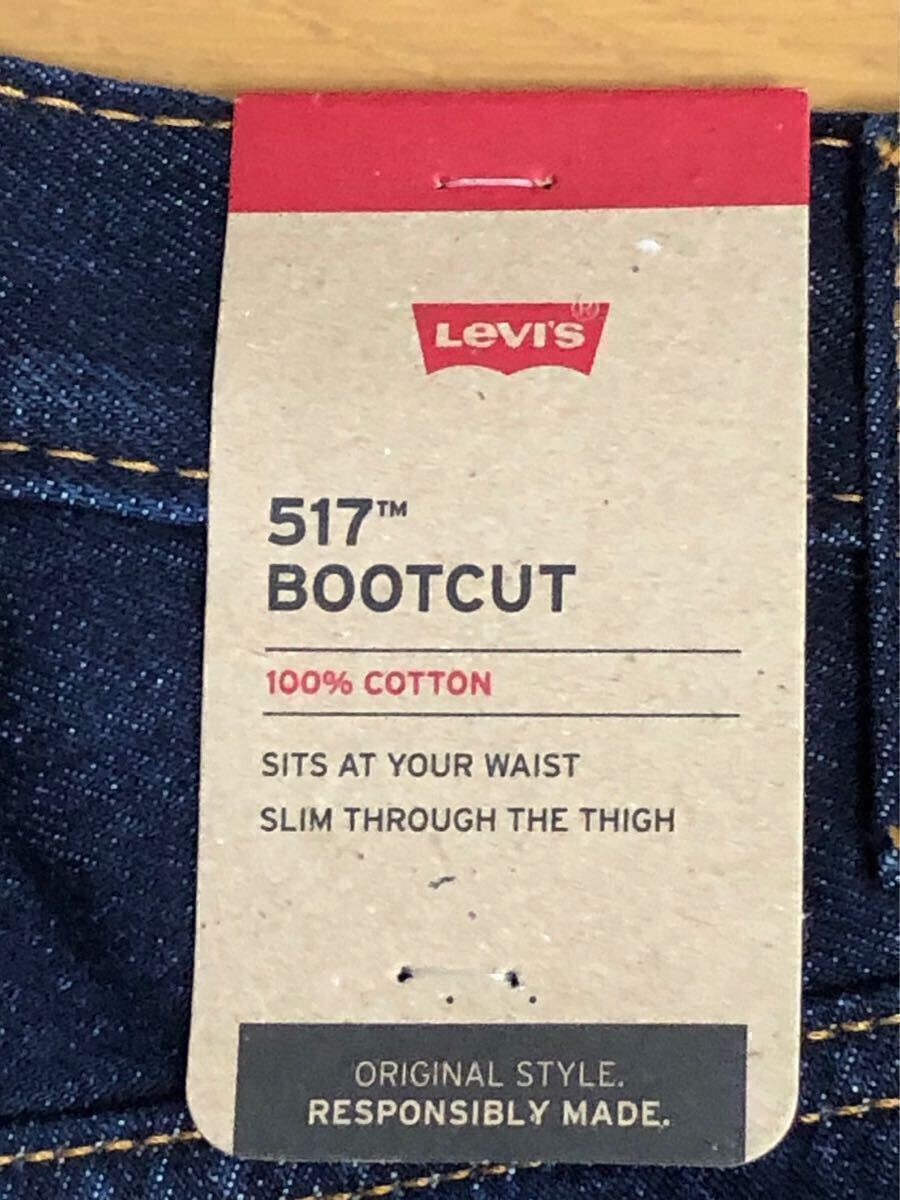 LEVI'S®
517™
BOOTCUT
100% COTTON
SITS AT YOUR WAIST
SLIM THROUGH THE THIGH
ORIGINAL STYLE.
RESPONSIBLY MADE.